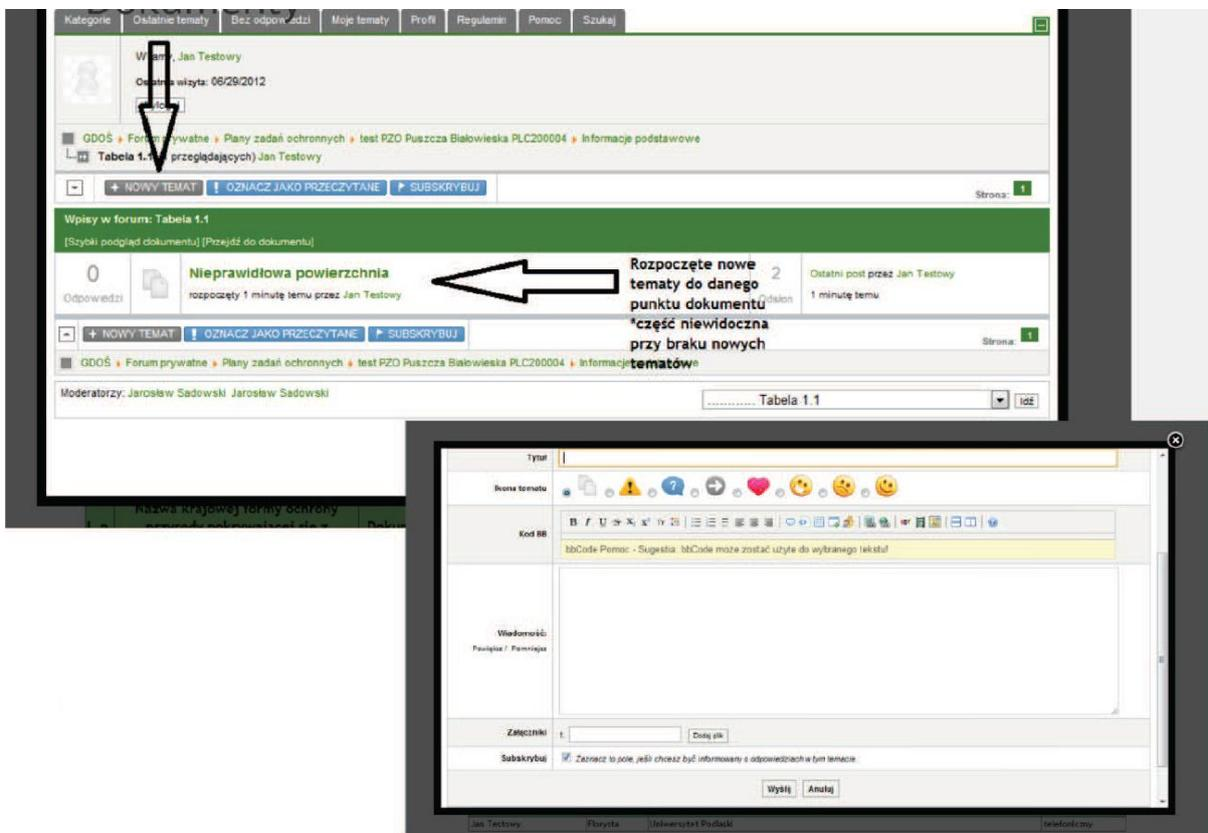 Dokumenty
Kategorie Ostatnie tematy Bez odpowiedzi Moje tematy Profil Regulamin Pomoc Szukaj
Witamy, Jan Testowy
Ostatnia wizyta: 06/29/2012
GDOŚ Forum prywatne Plany zadań ochronnych test PZO Puszcza Białowieska PLC200004 Informacje podstawowe
Tabela 1.1 przeglądających) Jan Testowy
+ NOWY TEMAT ! OZNACZ JAKO PRZECZYTANE SUBSKRYBUJ
Strona: 1
Wpisy w forum: Tabela 1.1
[Szybki podgląd dokumentu] [Przejdź do dokumentu]
0
Odpowiedzi
Nieprawidłowa powierzchnia
rozpoczęty 1 minutę temu przez Jan Testowy
Rozpoczęte nowe
tematy do danego
punktu dokumentu
*część niewidoczna
przy braku nowych
tematów
2
Odsłon
Ostatni post przez Jan Testowy
1 minutę temu
+ NOWY TEMAT ! OZNACZ JAKO PRZECZYTANE SUBSKRYBUJ
Strona: 1
GDOŚ Forum prywatne Plany zadań ochronnych test PZO Puszcza Białowieska PLC200004
Moderatorzy: Jarosław Sadowski Jarosław Sadowski
............ Tabela 1.1 Idź
Nazwa krajowej formy ochrony
Tytuł
Ikona tematu
Kod BB
bbCode Pomoc - Sugestia: bbCode może zostać użyte do wybranego tekstu!
Wiadomość:
Powiększ / Pomniejsz
Załączniki 1. Dodaj plik
Subskrybuj Zaznacz to pole, jeśli chcesz być informowany o odpowiedziach w tym temacie.
Wyślij Anuluj
Jan Testowy Florysta Uniwersytet Podlaski telefoniczny